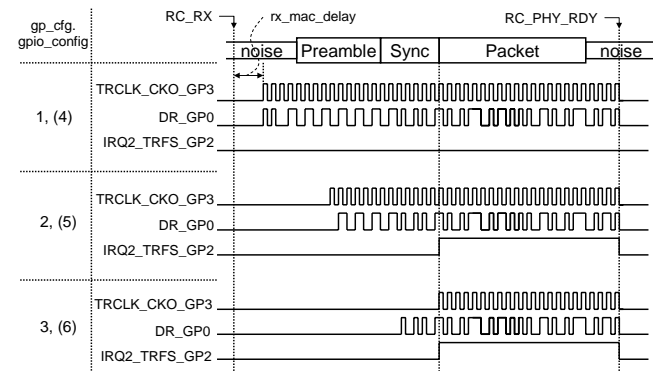 gp_cfg.
gpio_config
RC_RX
rx_mac_delay
RC_PHY_RDY
noise Preamble Sync Packet noise
1, (4)
TRCLK_CKO_GP3
DR_GP0
IRQ2_TRFS_GP2
2, (5)
TRCLK_CKO_GP3
DR_GP0
IRQ2_TRFS_GP2
3, (6)
TRCLK_CKO_GP3
DR_GP0
IRQ2_TRFS_GP2